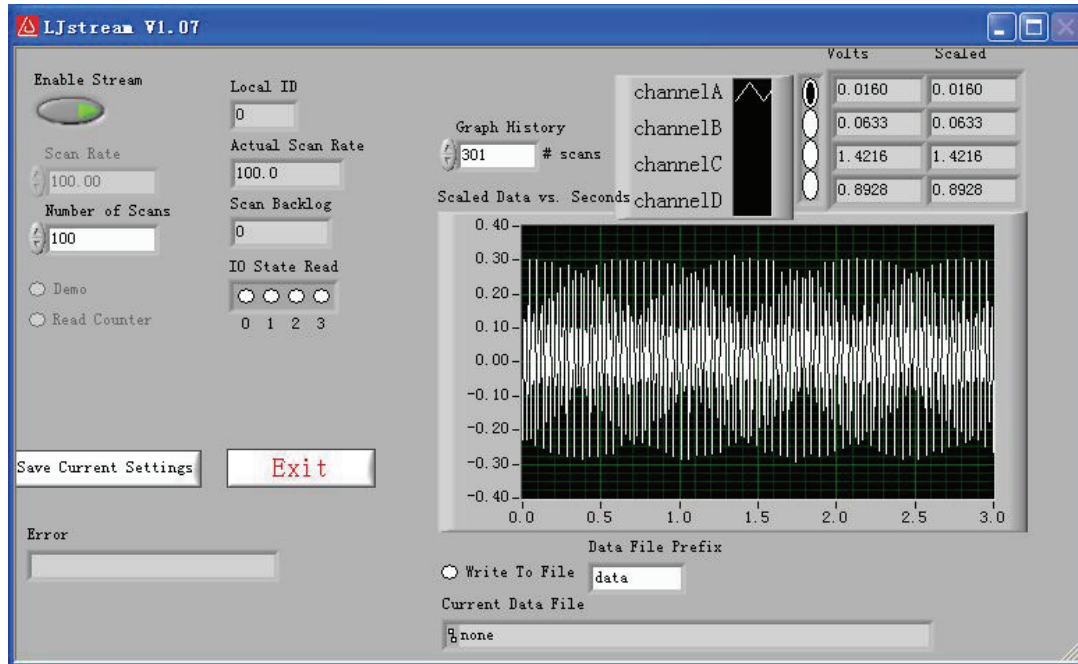 LJstream V1.07
Enable Stream
Local ID
0
Scan Rate
100.00
Actual Scan Rate
100.0
Number of Scans
100
Scan Backlog
0
IO State Read
0 1 2 3
Demo
Read Counter
Save Current Settings
Exit
Error
Graph History
301 # scans
channelA
channelB
channelC
channelD
Volts Scaled
0.0160 0.0160
0.0633 0.0633
1.4216 1.4216
0.8928 0.8928
Scaled Data vs. Seconds
0.40
0.30
0.20
0.10
0.00
-0.10
-0.20
-0.30
-0.40
0.0 0.5 1.0 1.5 2.0 2.5 3.0
Data File Prefix
Write To File data
Current Data File
none